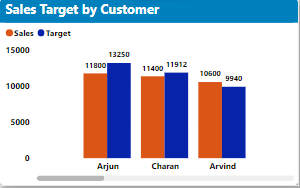 Sales Target by Customer
Sales Target
15000
13250
11800 11400 11912
10600 9940
10000
5000
0
Arjun Charan Arvind